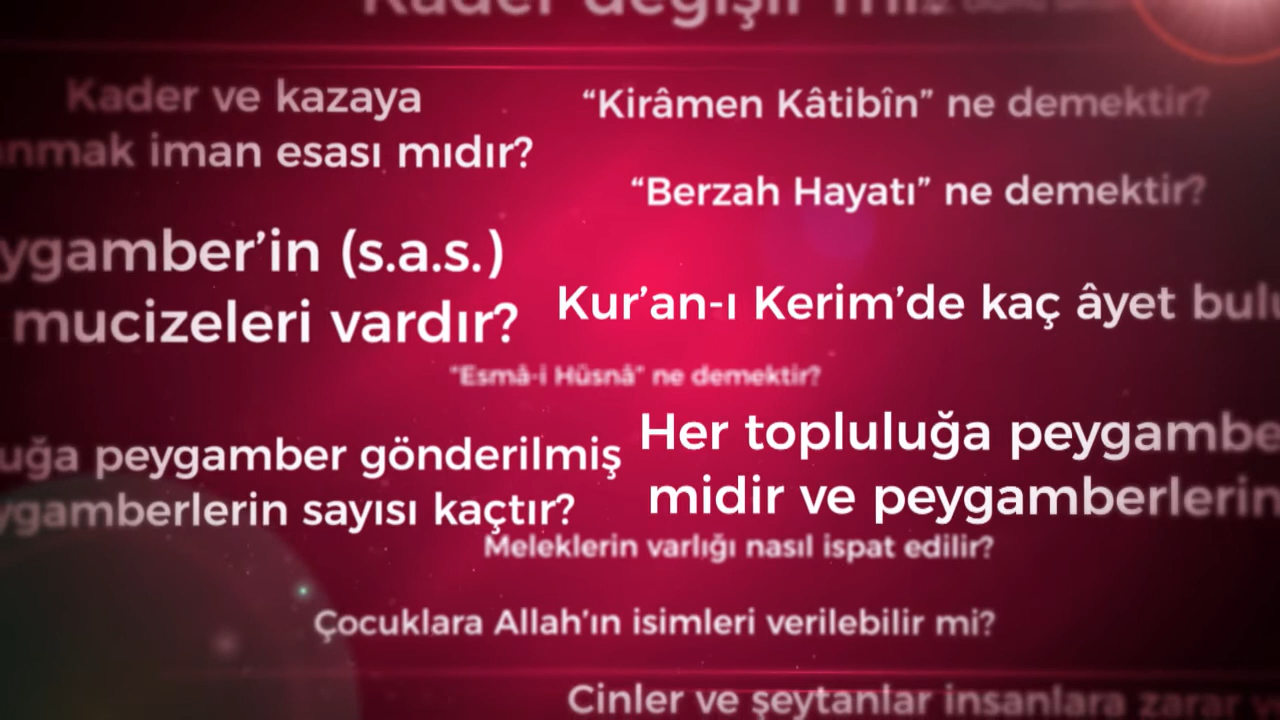 Kader değişir mi
Kader ve kazaya
iman esası mıdır?
“Kirâmen Kâtibîn” ne demektir?
“Berzah Hayatı” ne demektir?
ygamber’in (s.a.s.)
mucizeleri vardır?
Kur’an-ı Kerim’de kaç âyet bulu
“Esmâ-i Hüsnâ” ne demektir?
uğa peygamber gönderilmiş
ygamberlerin sayısı kaçtır?
Her topluluğa peygambe
midir ve peygamberlerin
Meleklerin varlığı nasıl ispat edilir?
Çocuklara Allah’ın isimleri verilebilir mi?
Cinler ve şeytanlar insanlara zarar